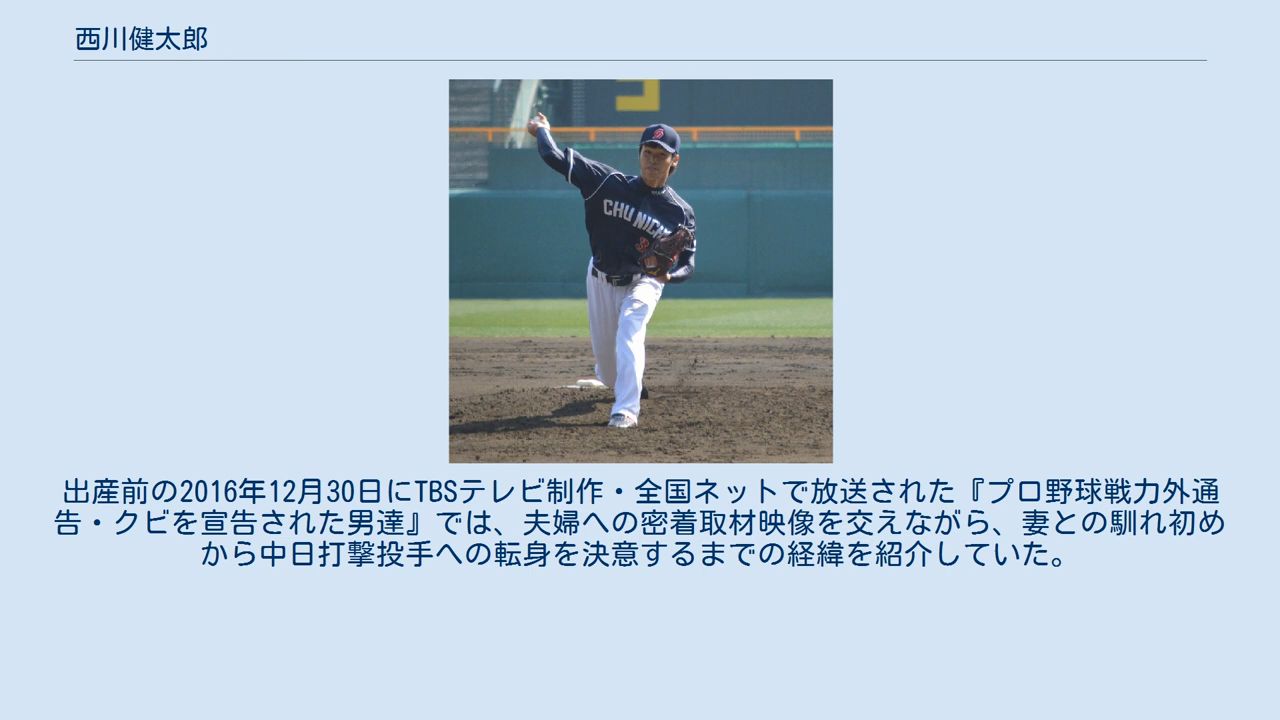 西川健太郎
CHUNICHI
出産前の2016年12月30日にTBSテレビ制作・全国ネットで放送された『プロ野球戦力外通
告・クビを宣告された男達』では、夫婦への密着取材映像を交えながら、妻との馴れ初め
から中日打撃投手への転身を決意するまでの経緯を紹介していた。